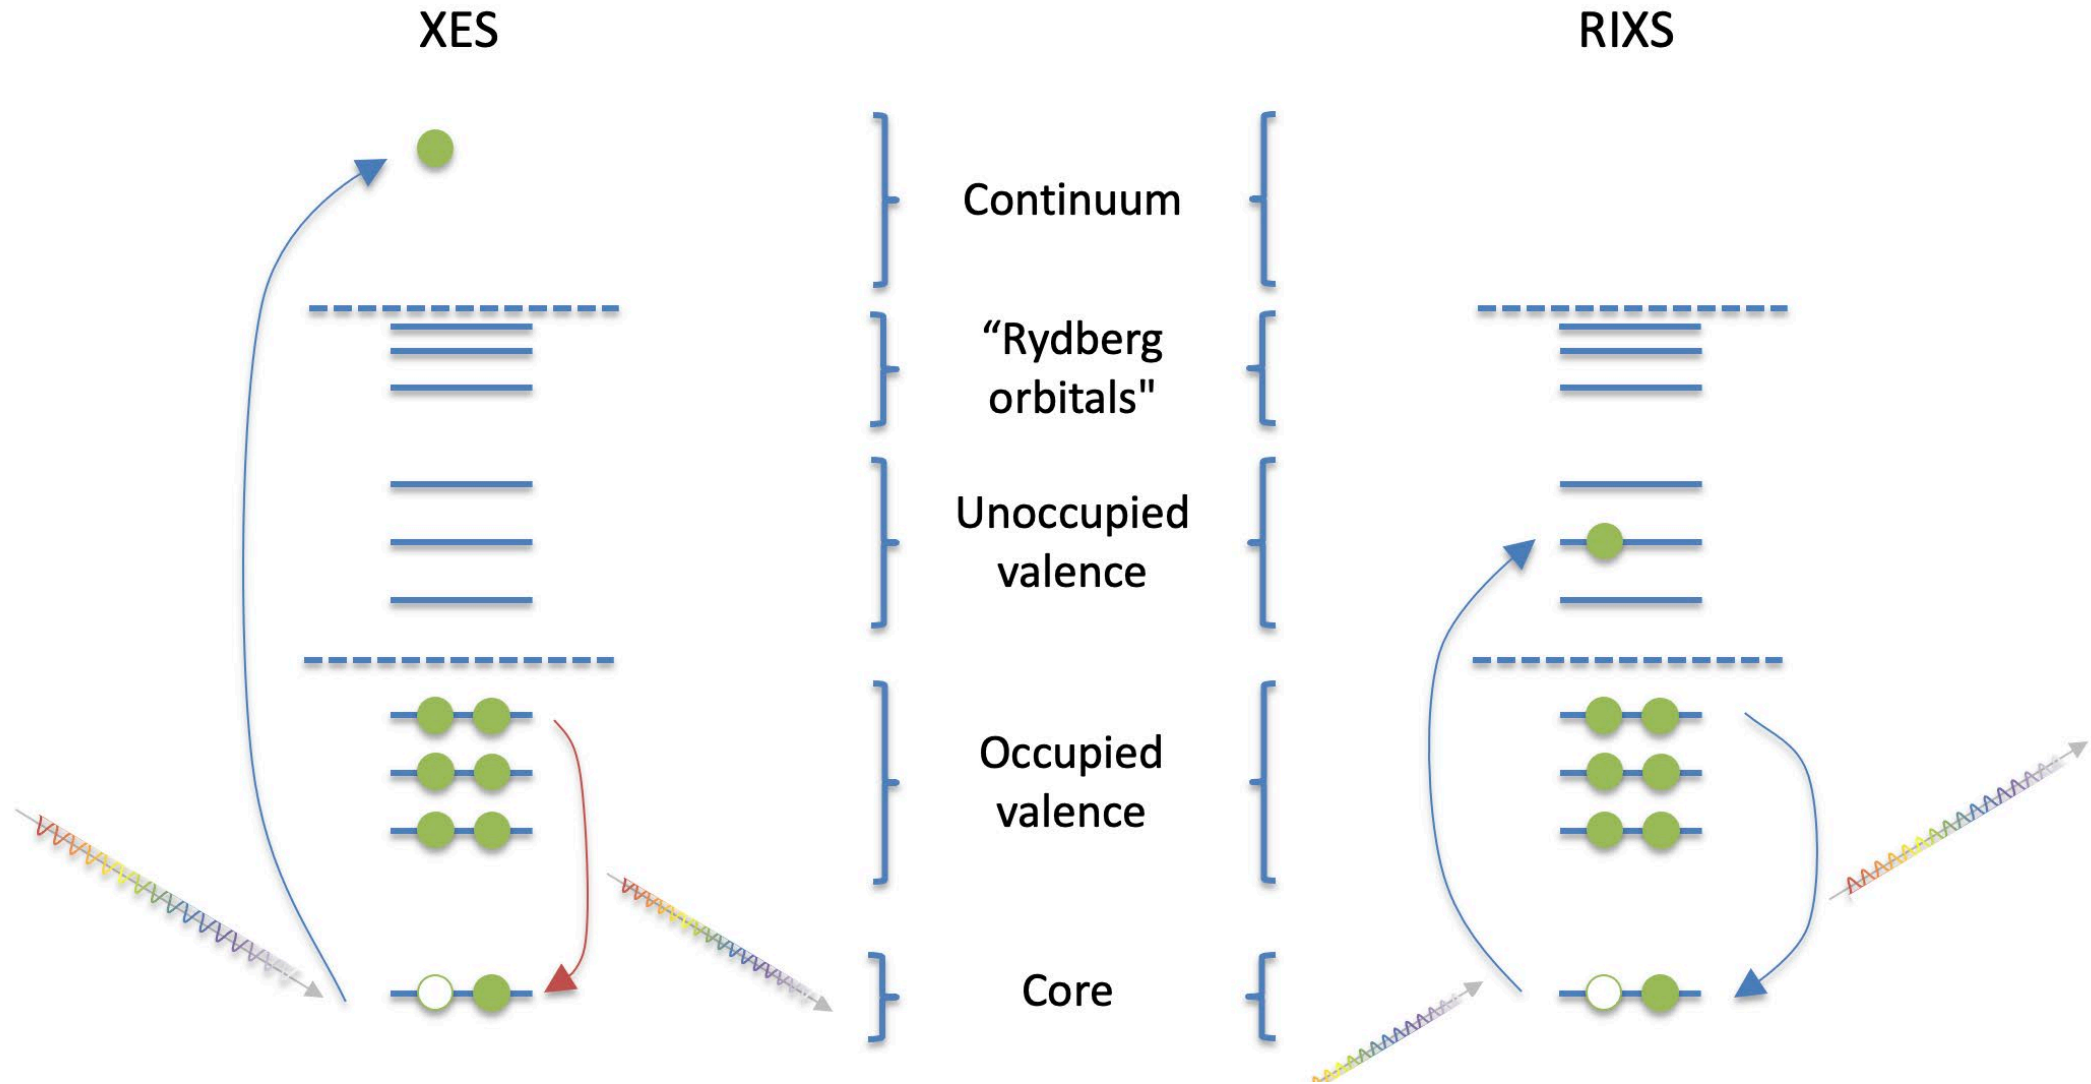 XES
RIXS
Continuum
“Rydberg
orbitals"
Unoccupied
valence
Occupied
valence
Core